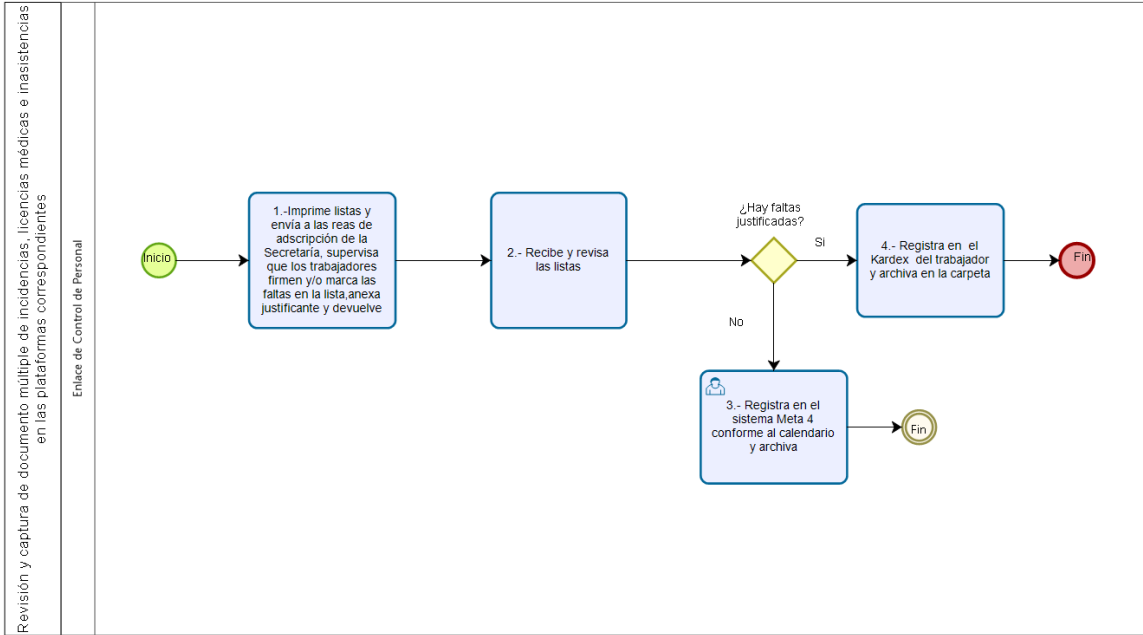 Revisión y captura de documento múltiple de incidencias, licencias médicas e inasistencias
en las plataformas correspondientes
Enlace de Control de Personal
Inicio
1.-Imprime listas y
envía a las reas de
adscripción de la
Secretaría, supervisa
que los trabajadores
firmen y/o marca las
faltas en la lista,anexa
justificante y devuelve
2.- Recibe y revisa
las listas
¿Hay faltas
justificadas?
Si
4.- Registra en el
Kardex del trabajador
y archiva en la carpeta
Fin
No
3.- Registra en el
sistema Meta 4
conforme al calendario
y archiva
Fin